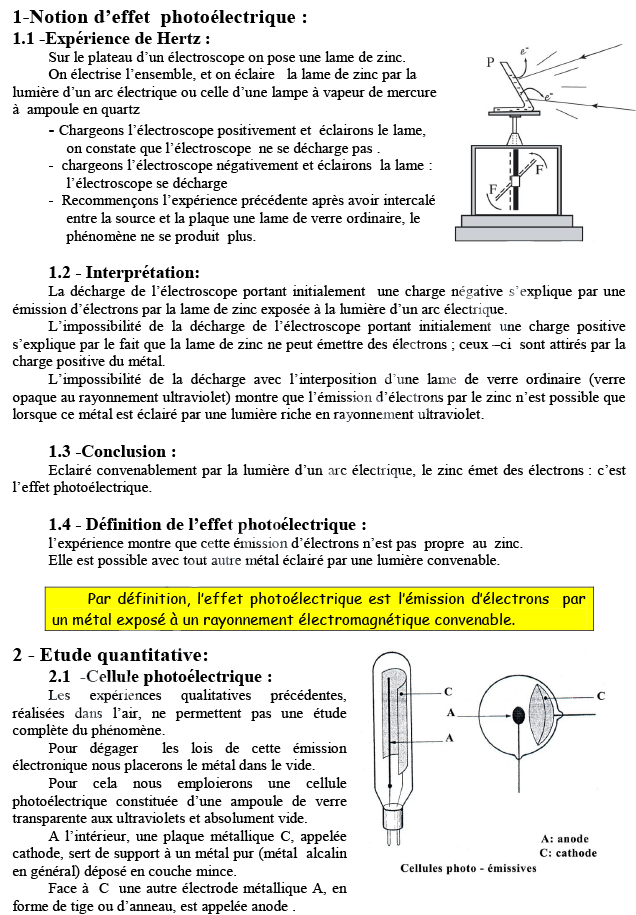 1-Notion d'effet photoélectrique :
1.1 -Expérience de Hertz :
Sur le plateau d'un électroscope on pose une lame de zinc.
On électrise l'ensemble, et on éclaire la lame de zinc par la
lumière d'un arc électrique ou celle d'une lampe à vapeur de mercure
à ampoule en quartz
- Chargeons l'électroscope positivement et éclairons le lame,
on constate que l'électroscope ne se décharge pas .
- chargeons l'électroscope négativement et éclairons la lame :
l'électroscope se décharge
- Recommençons l'expérience précédente après avoir intercalé
entre la source et la plaque une lame de verre ordinaire, le
phénomène ne se produit plus.
P
e-
e-
F
F
1.2 - Interprétation:
La décharge de l'électroscope portant initialement une charge négative s'explique par une
émission d'électrons par la lame de zinc exposée à la lumière d'un arc électrique.
L'impossibilité de la décharge de l'électroscope portant initialement une charge positive
s'explique par le fait que la lame de zinc ne peut émettre des électrons ; ceux –ci sont attirés par la
charge positive du métal.
L'impossibilité de la décharge avec l'interposition d'une lame de verre ordinaire (verre
opaque au rayonnement ultraviolet) montre que l'émission d'électrons par le zinc n'est possible que
lorsque ce métal est éclairé par une lumière riche en rayonnement ultraviolet.
1.3 -Conclusion :
Eclairé convenablement par la lumière d'un arc électrique, le zinc émet des électrons : c'est
l'effet photoélectrique.
1.4 - Définition de l'effet photoélectrique :
l'expérience montre que cette émission d'électrons n'est pas propre au zinc.
Elle est possible avec tout autre métal éclairé par une lumière convenable.
Par définition, l'effet photoélectrique est l'émission d'électrons par
un métal exposé à un rayonnement électromagnétique convenable.
2 - Etude quantitative:
2.1 -Cellule photoélectrique :
Les expériences qualitatives précédentes,
réalisées dans l'air, ne permettent pas une étude
complète du phénomène.
Pour dégager les lois de cette émission
électronique nous placerons le métal dans le vide.
Pour cela nous emploierons une cellule
photoélectrique constituée d'une ampoule de verre
transparente aux ultraviolets et absolument vide.
A l'intérieur, une plaque métallique C, appelée
cathode, sert de support à un métal pur (métal alcalin
en général) déposé en couche mince.
Face à C une autre électrode métallique A, en
forme de tige ou d'anneau, est appelée anode .
C
A
A
C
A: anode
C: cathode
Cellules photo - émissives